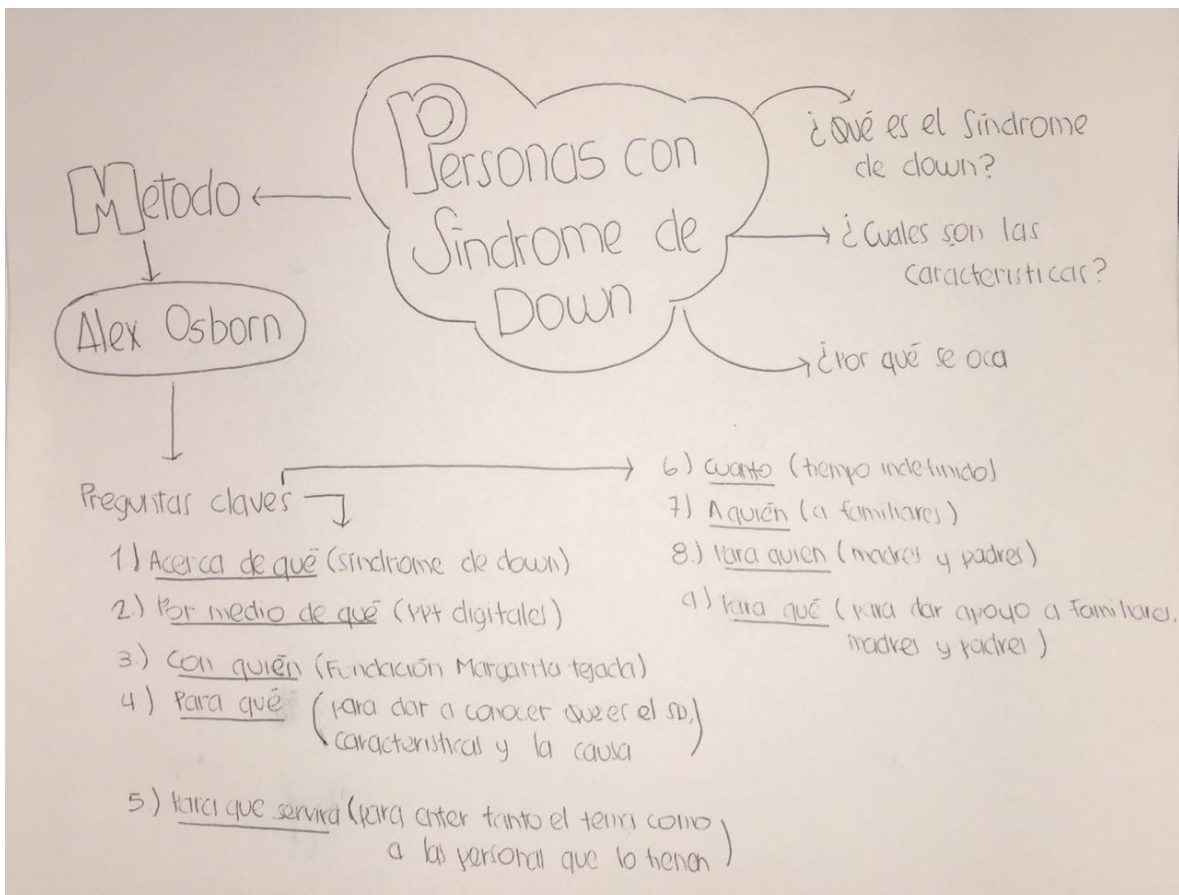 Personas con
Síndrome de
Down
Metodo
Alex Osborn
¿Qué es el Síndrome
de down?
¿Cuales son las
caracteristicas?
¿Por qué se oca
Preguntas claves
1) Acerca de qué (síndrome de down)
2.) Por medio de qué (PPt digitales)
3.) Con quién (Fundación Margarita tejada)
4) Para qué (para dar a conocer que es el SD,
caracteristicas y la causa)
5.) Para que servira (para enter tanto el tema como
a las personas que lo tienen)
6.) Cuanto (tiempo indefinido)
7) A quién (a familiares)
8.) Para quien (madres y padres)
9) Para qué (para dar apoyo a familiares,
madres y padres)